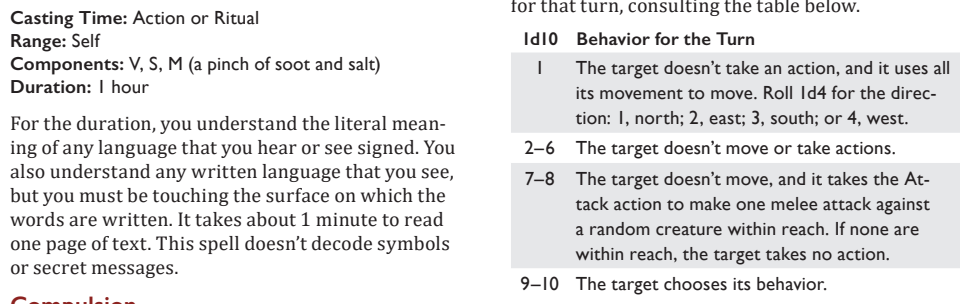 Casting Time: Action or Ritual
Range: Self
Components: V, S, M (a pinch of soot and salt)
Duration: 1 hour
For the duration, you understand the literal mean-
ing of any language that you hear or see signed. You
also understand any written language that you see,
but you must be touching the surface on which the
words are written. It takes about 1 minute to read
one page of text. This spell doesn't decode symbols
or secret messages.
Compulsion
for that turn, consulting the table below.
1d10 Behavior for the Turn
1 The target doesn't take an action, and it uses all
its movement to move. Roll 1d4 for the direc-
tion: 1, north; 2, east; 3, south; or 4, west.
2–6 The target doesn't move or take actions.
7–8 The target doesn't move, and it takes the At-
tack action to make one melee attack against
a random creature within reach. If none are
within reach, the target takes no action.
9–10 The target chooses its behavior.